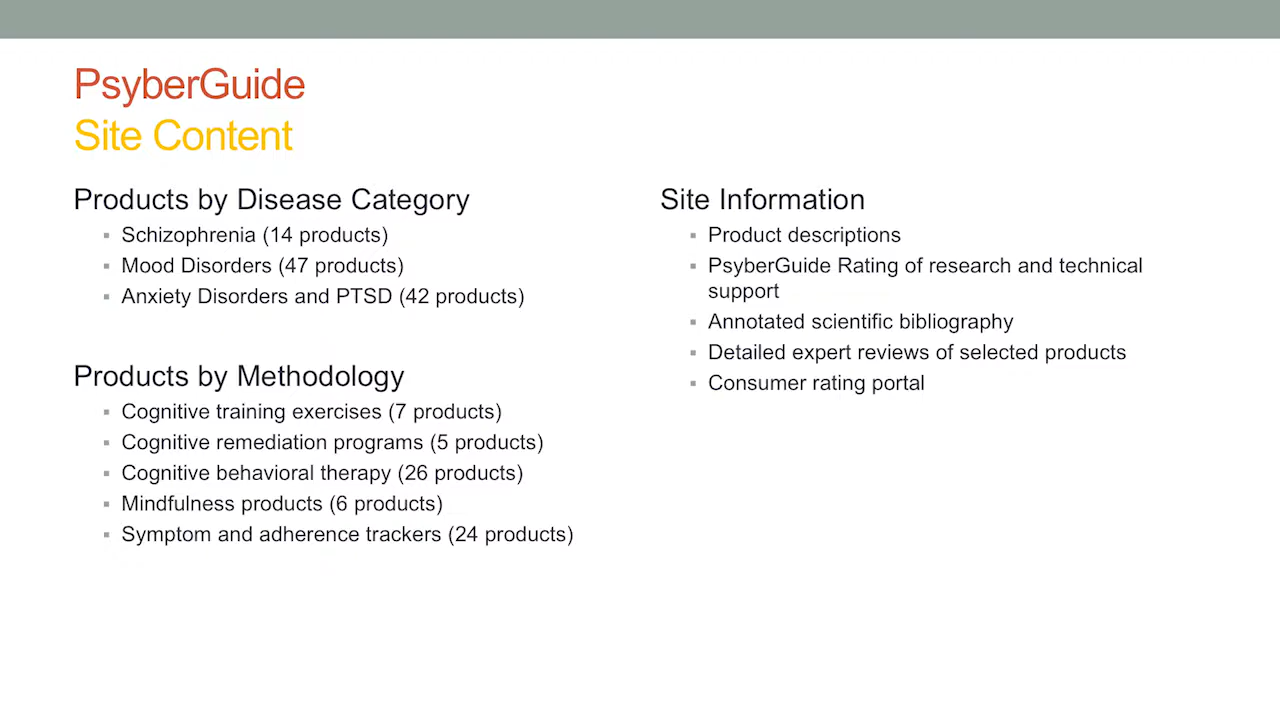 PsyberGuide
Site Content
Products by Disease Category
Schizophrenia (14 products)
Mood Disorders (47 products)
Anxiety Disorders and PTSD (42 products)
Products by Methodology
Cognitive training exercises (7 products)
Cognitive remediation programs (5 products)
Cognitive behavioral therapy (26 products)
Mindfulness products (6 products)
Symptom and adherence trackers (24 products)
Site Information
Product descriptions
PsyberGuide Rating of research and technical
support
Annotated scientific bibliography
Detailed expert reviews of selected products
Consumer rating portal